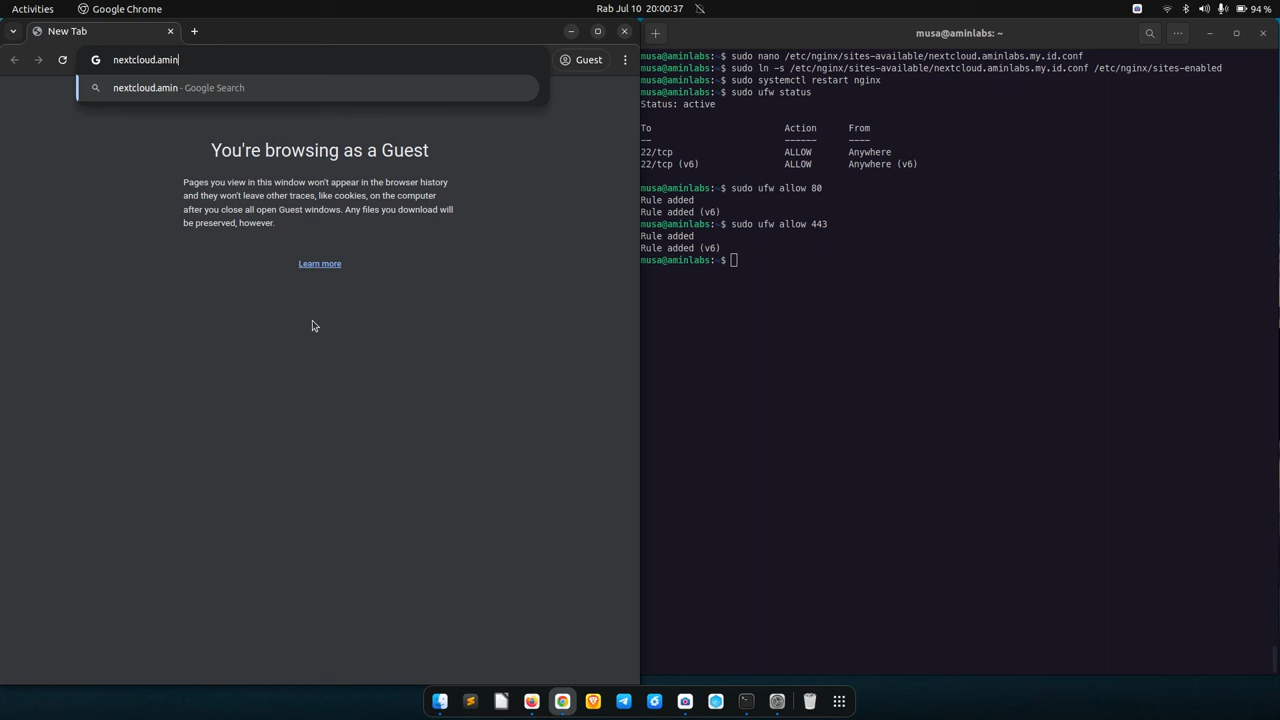 Activities
Google Chrome
Rab Jul 10 20:00:37
94 %
New Tab
nextcloud.amin
Guest
nextcloud.amin - Google Search
You're browsing as a Guest
Pages you view in this window won't appear in the browser history
and they won't leave other traces, like cookies, on the computer
after you close all open Guest windows. Any files you download will
be preserved, however.
Learn more
musa@aminlabs: ~
musa@aminlabs:~$ sudo nano /etc/nginx/sites-available/nextcloud.aminlabs.my.id.conf
musa@aminlabs:~$ sudo ln -s /etc/nginx/sites-available/nextcloud.aminlabs.my.id.conf /etc/nginx/sites-enabled
musa@aminlabs:~$ sudo systemctl restart nginx
musa@aminlabs:~$ sudo ufw status
Status: active
To Action From
-- ------ ----
22/tcp ALLOW Anywhere
22/tcp (v6) ALLOW Anywhere (v6)
musa@aminlabs:~$ sudo ufw allow 80
Rule added
Rule added (v6)
musa@aminlabs:~$ sudo ufw allow 443
Rule added
Rule added (v6)
musa@aminlabs:~$